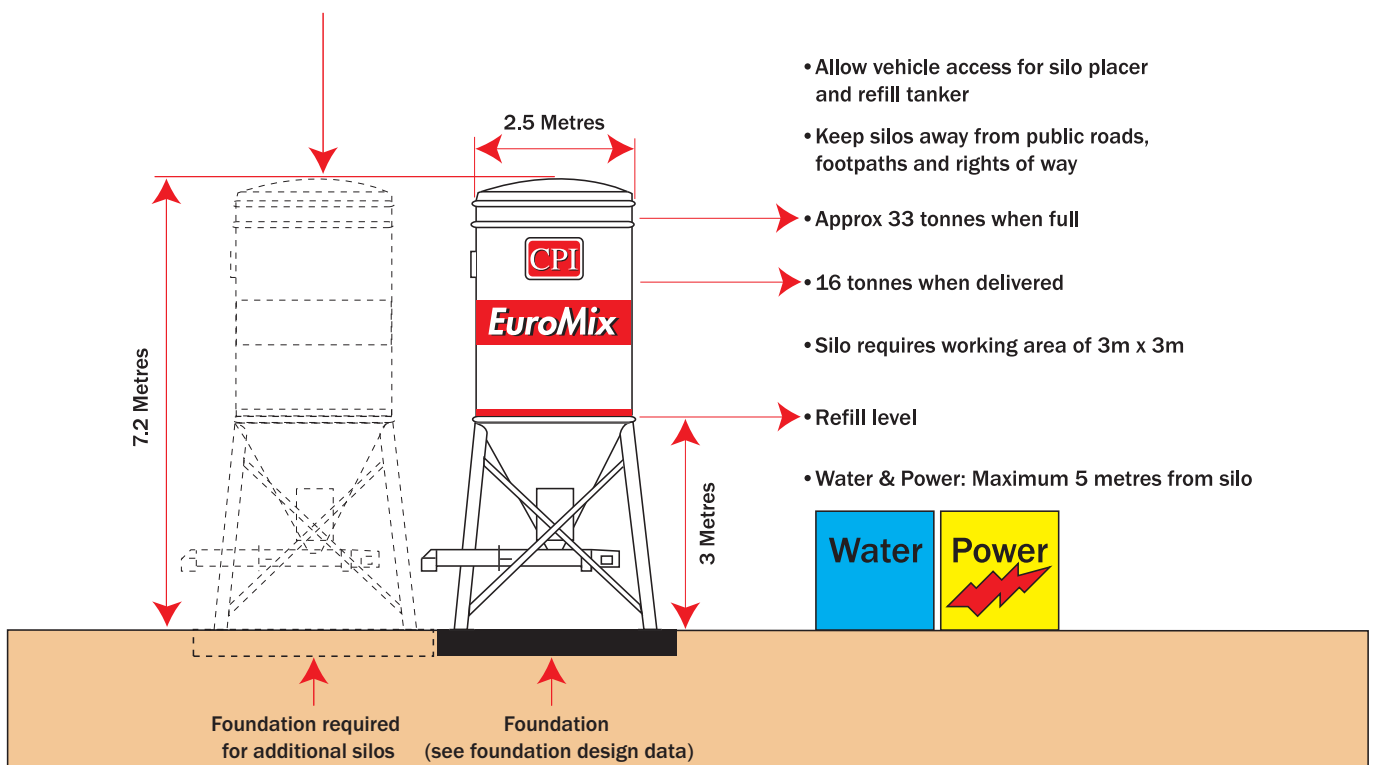 • Allow vehicle access for silo placer
and refill tanker
2.5 Metres
• Keep silos away from public roads,
footpaths and rights of way
• Approx 33 tonnes when full
CPI
• 16 tonnes when delivered
EuroMix
• Silo requires working area of 3m x 3m
7.2 Metres
• Refill level
3 Metres
• Water & Power: Maximum 5 metres from silo
Water
Power
Foundation required
for additional silos
Foundation
(see foundation design data)